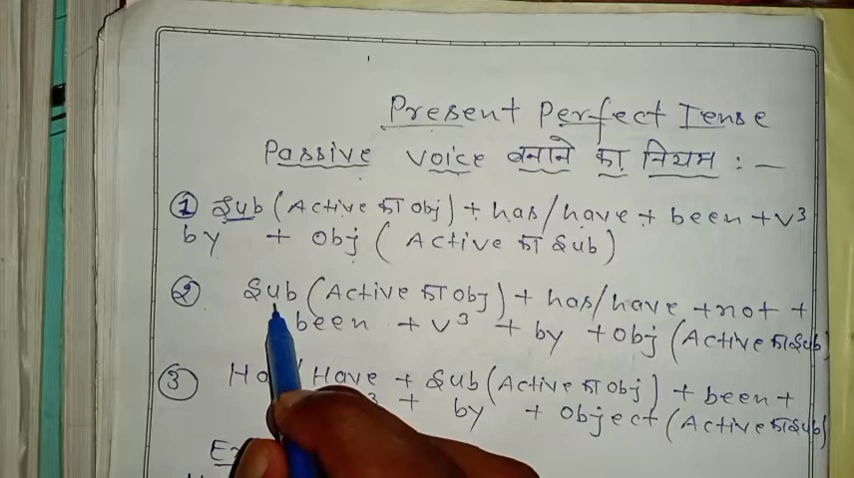 Present Perfect Tense
Passive voice बनाने का नियम : —
① Sub ( Active का Obj ) + has/have + been + v³
by + Obj ( Active का Sub )
② Sub ( Active का Obj ) + has/have + not +
been + v³ + by + Obj ( Active का Sub )
③ Have + Sub ( Active का Obj ) + been +
+ by + Object ( Active का Sub )